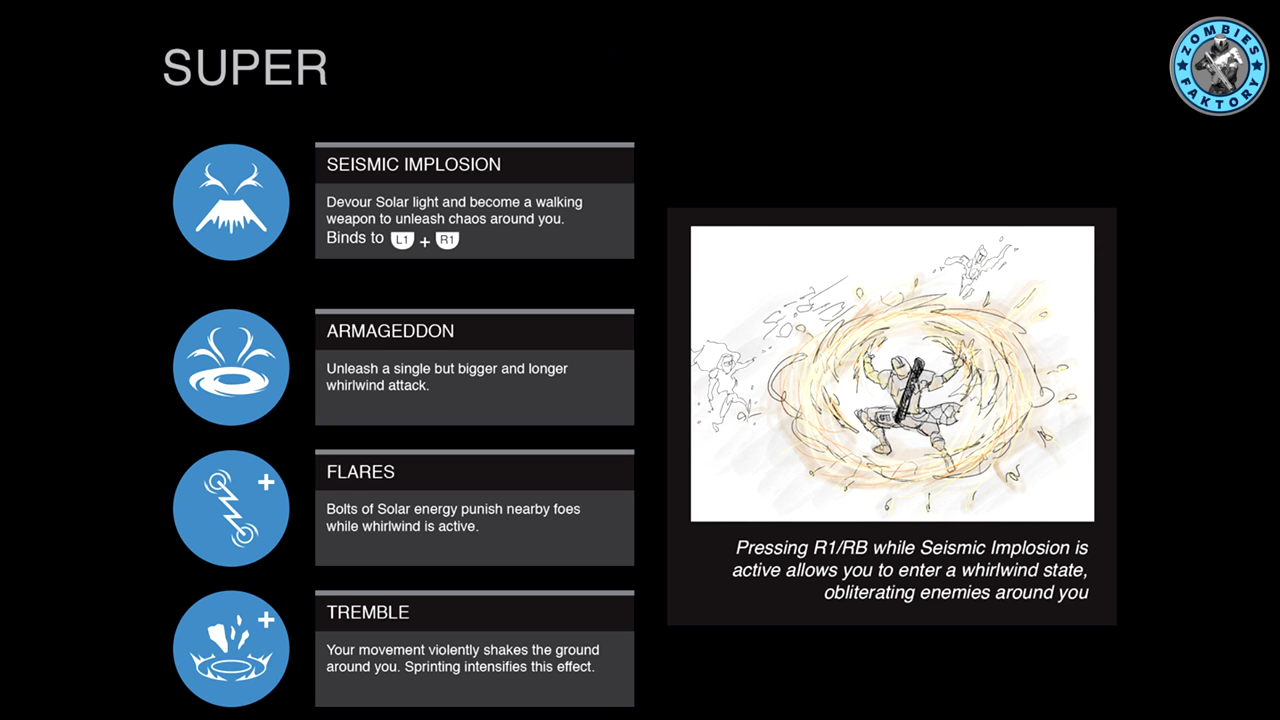 SUPER
ZOMBIES
FAKTORY
SEISMIC IMPLOSION
Devour Solar light and become a walking
weapon to unleash chaos around you.
Binds to L1 + R1
ARMAGEDDON
Unleash a single but bigger and longer
whirlwind attack.
FLARES
Bolts of Solar energy punish nearby foes
while whirlwind is active.
TREMBLE
Your movement violently shakes the ground
around you. Sprinting intensifies this effect.
Pressing R1/RB while Seismic Implosion is
active allows you to enter a whirlwind state,
obliterating enemies around you